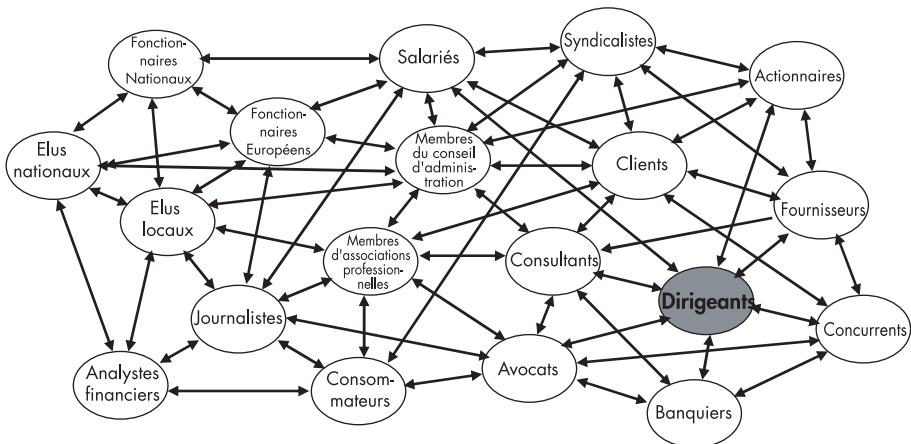 Fonction-
naires
Nationaux
Salariés
Syndicalistes
Actionnaires
Fonction-
naires
Européens
Elus
nationaux
Membres
du conseil
d'adminis-
tration
Clients
Elus
locaux
Fournisseurs
Membres
d'associations
profession-
nelles
Consultants
Dirigeants
Journalistes
Concurrents
Analystes
financiers
Consom-
mateurs
Avocats
Banquiers